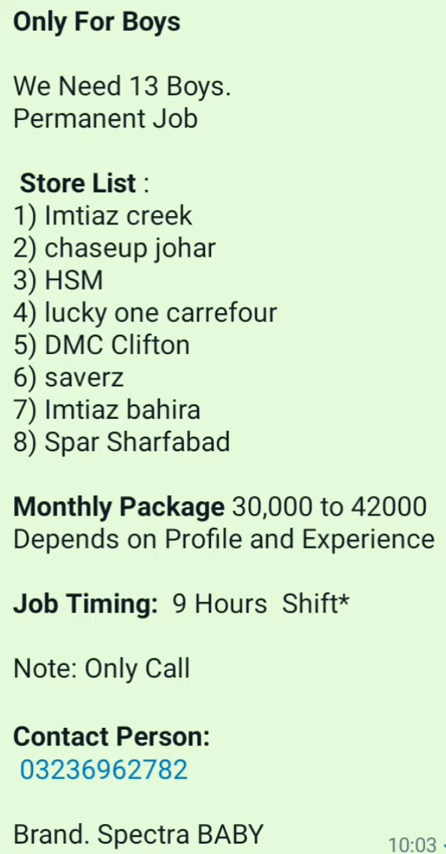 Only For Boys
We Need 13 Boys.
Permanent Job
Store List :
1) Imtiaz creek
2) chaseup johar
3) HSM
4) lucky one carrefour
5) DMC Clifton
6) saverz
7) Imtiaz bahira
8) Spar Sharfabad
Monthly Package 30,000 to 42000
Depends on Profile and Experience
Job Timing: 9 Hours Shift*
Note: Only Call
Contact Person:
03236962782
Brand. Spectra BABY
10:03